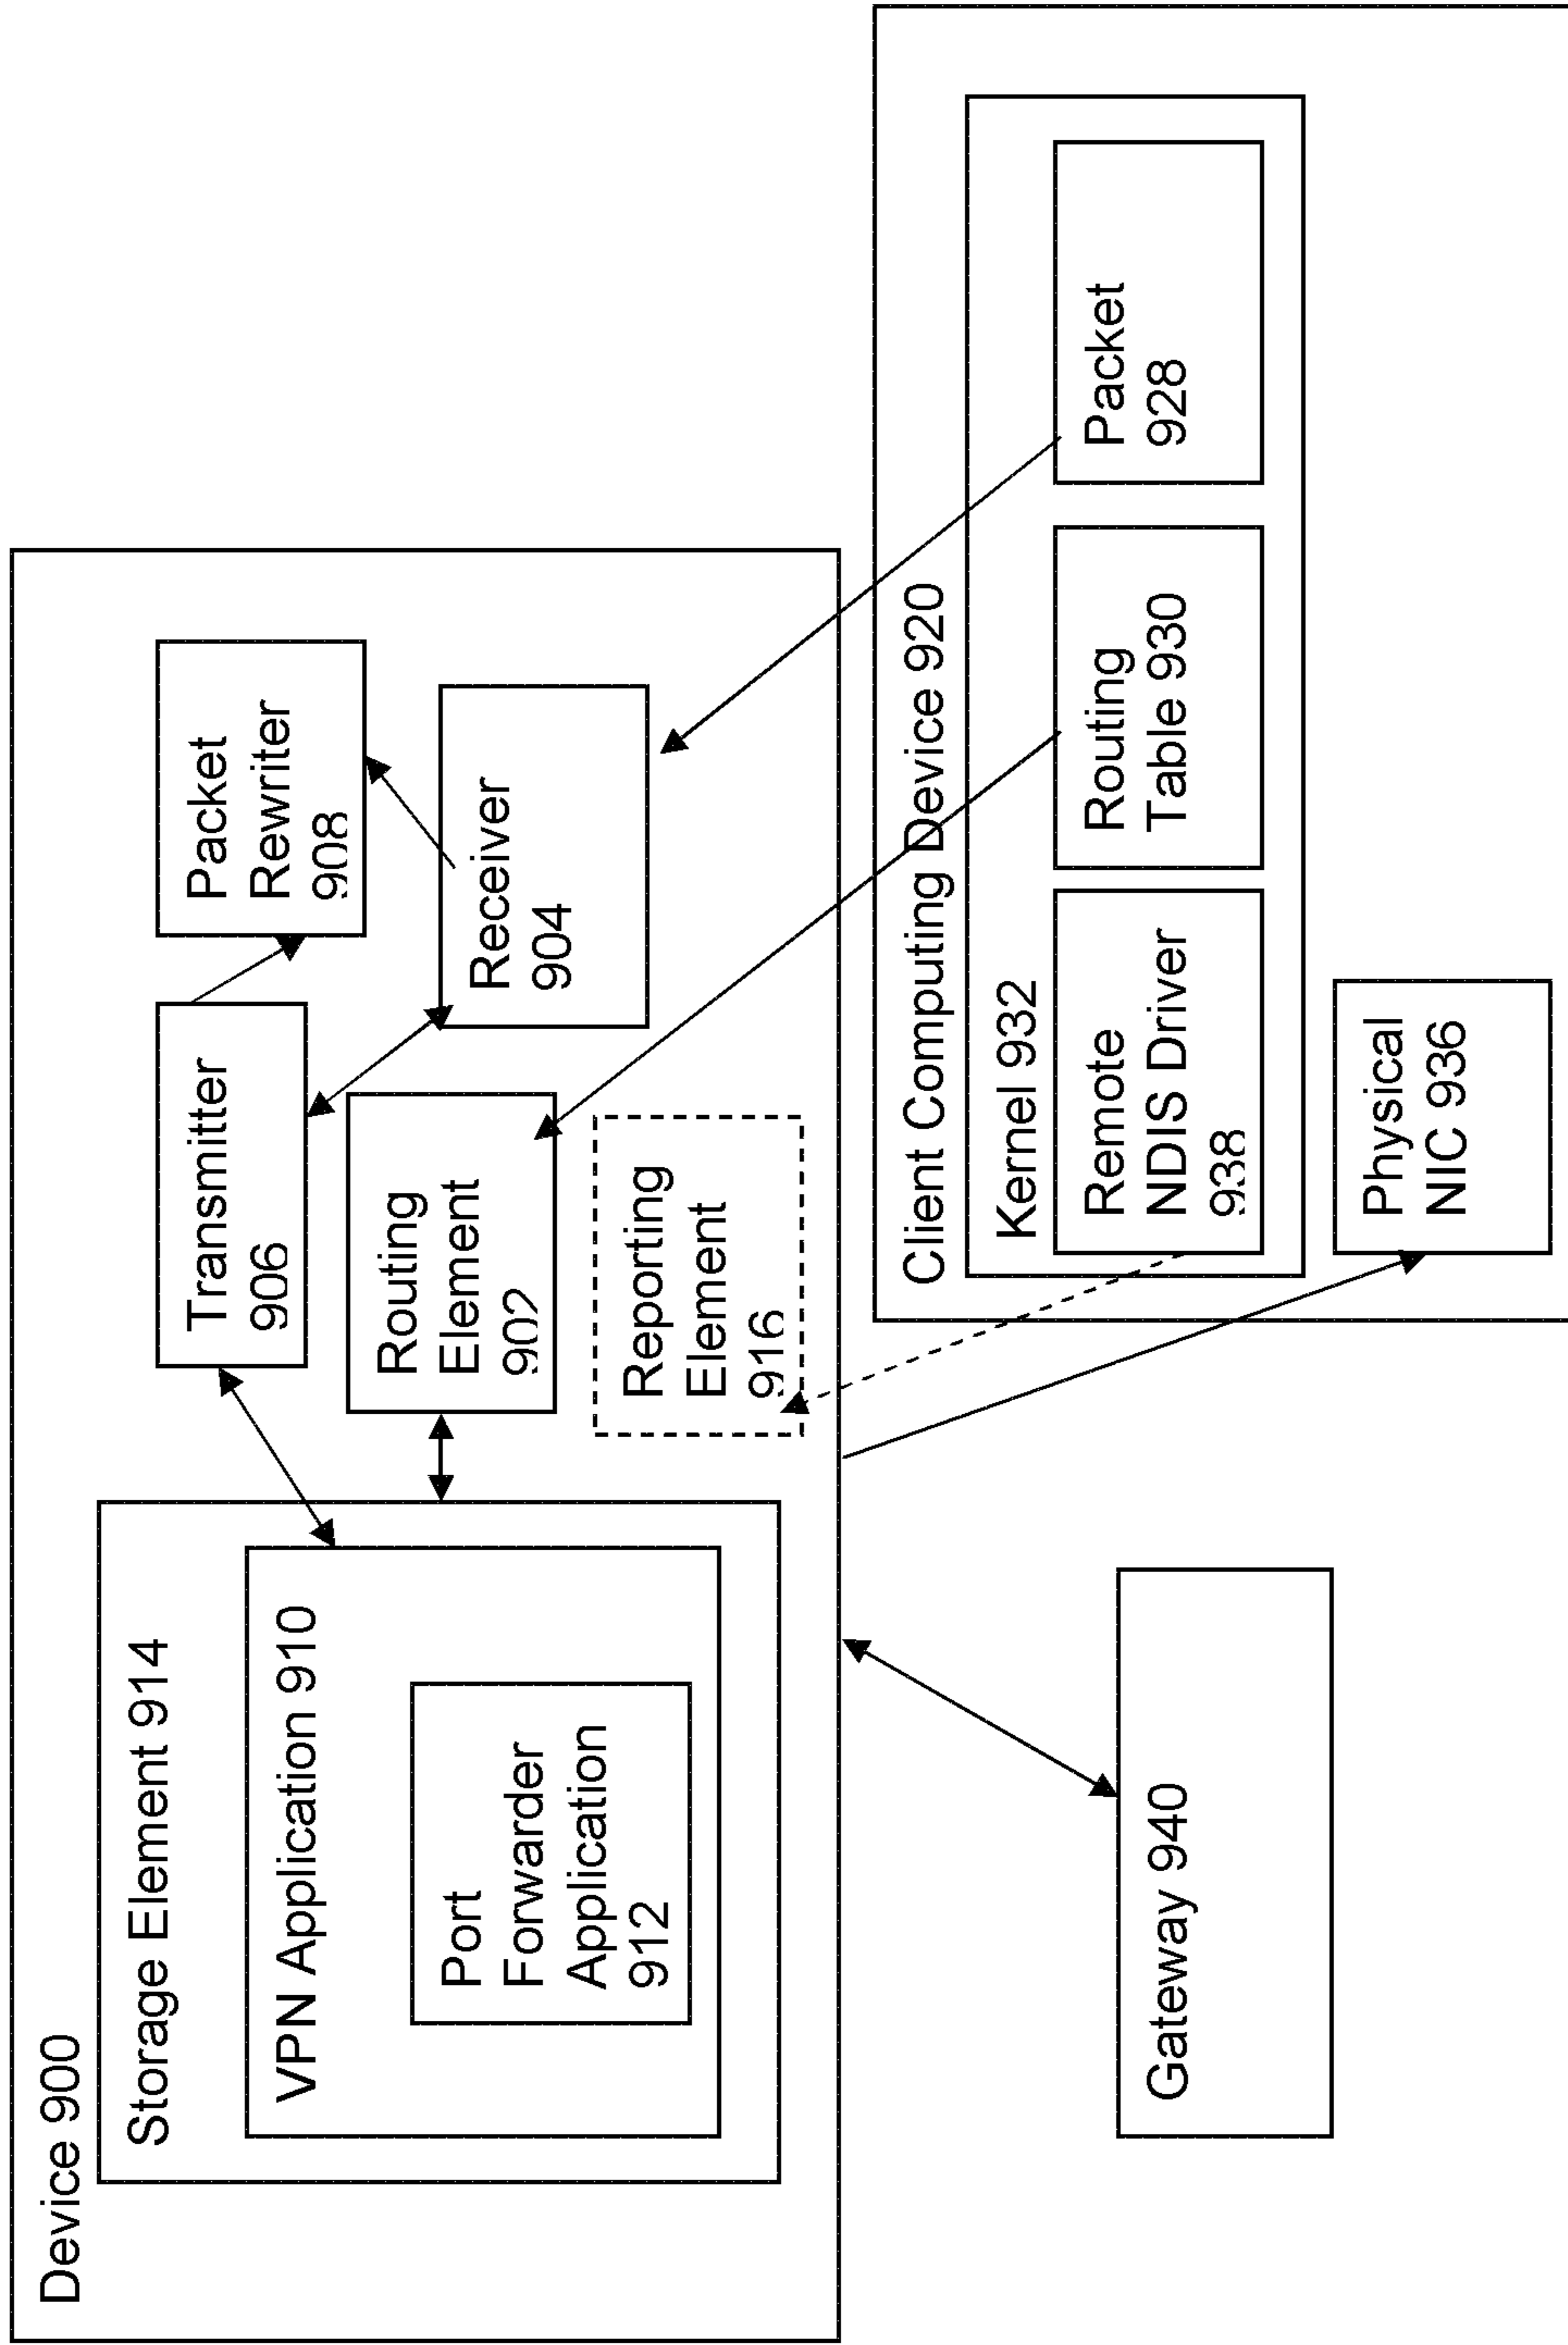 Device 900
Storage Element 914
VPN Application 910
Port
Forwarder
Application
912
Transmitter
906
Packet
Rewriter
908
Routing
Element
902
Receiver
904
Reporting
Element
916
Gateway 940
Client Computing Device 920
Kernel 932
Remote
NDIS Driver
938
Routing
Table 930
Packet
928
Physical
NIC 936